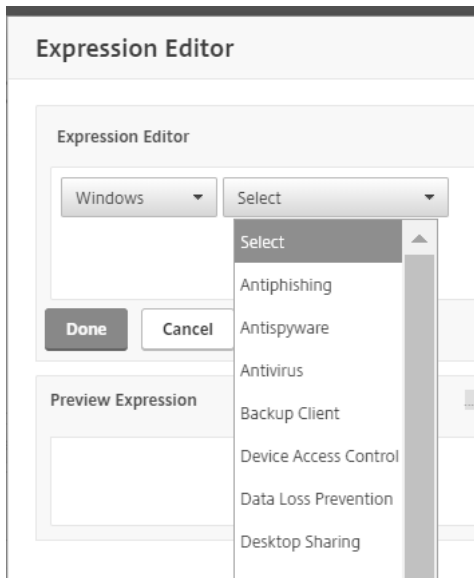 Expression Editor
Expression Editor
Windows Select
Select
Antiphishing
Antispyware
Done Cancel
Antivirus
Preview Expression
Backup Client
Device Access Control
Data Loss Prevention
Desktop Sharing